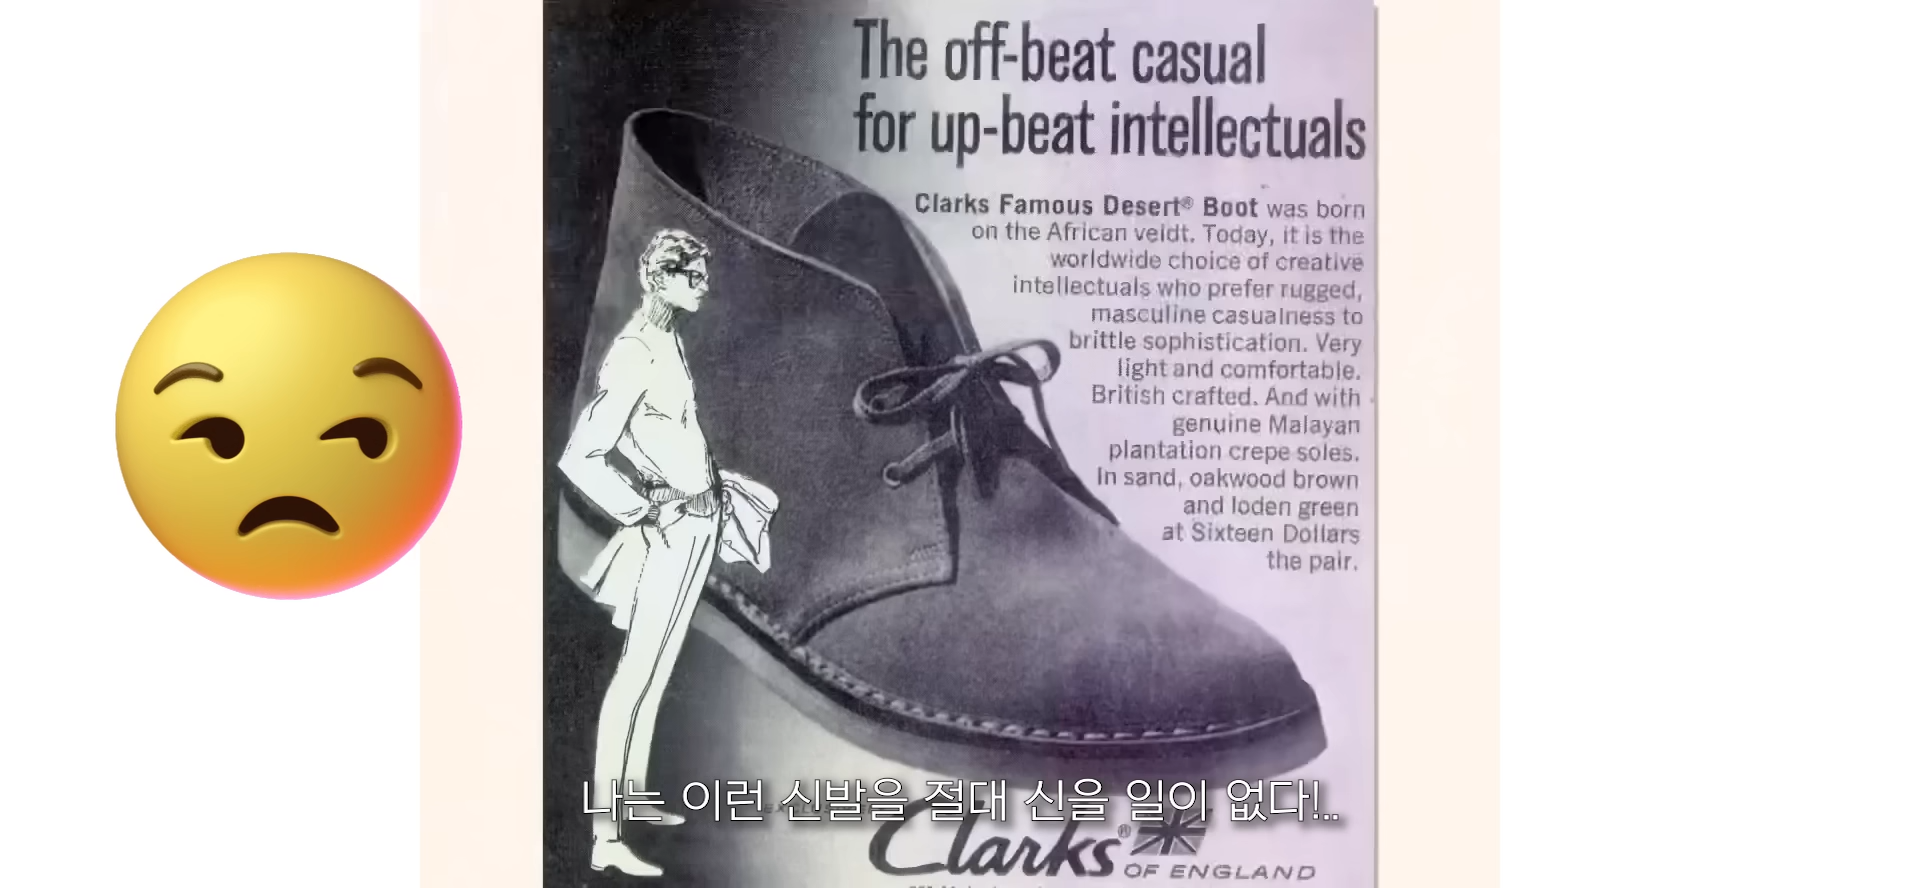 The off-beat casual
for up-beat intellectuals
Clarks Famous Desert® Boot was born
on the African veldt. Today, it is the
worldwide choice of creative
intellectuals who prefer rugged,
masculine casualness to
brittle sophistication. Very
light and comfortable.
British crafted. And with
genuine Malayan
plantation crepe soles.
In sand, oakwood brown
and loden green
at Sixteen Dollars
the pair.
나는 이런 신발을 절대 신을 일이 없다!..
Clarks®
OF ENGLAND